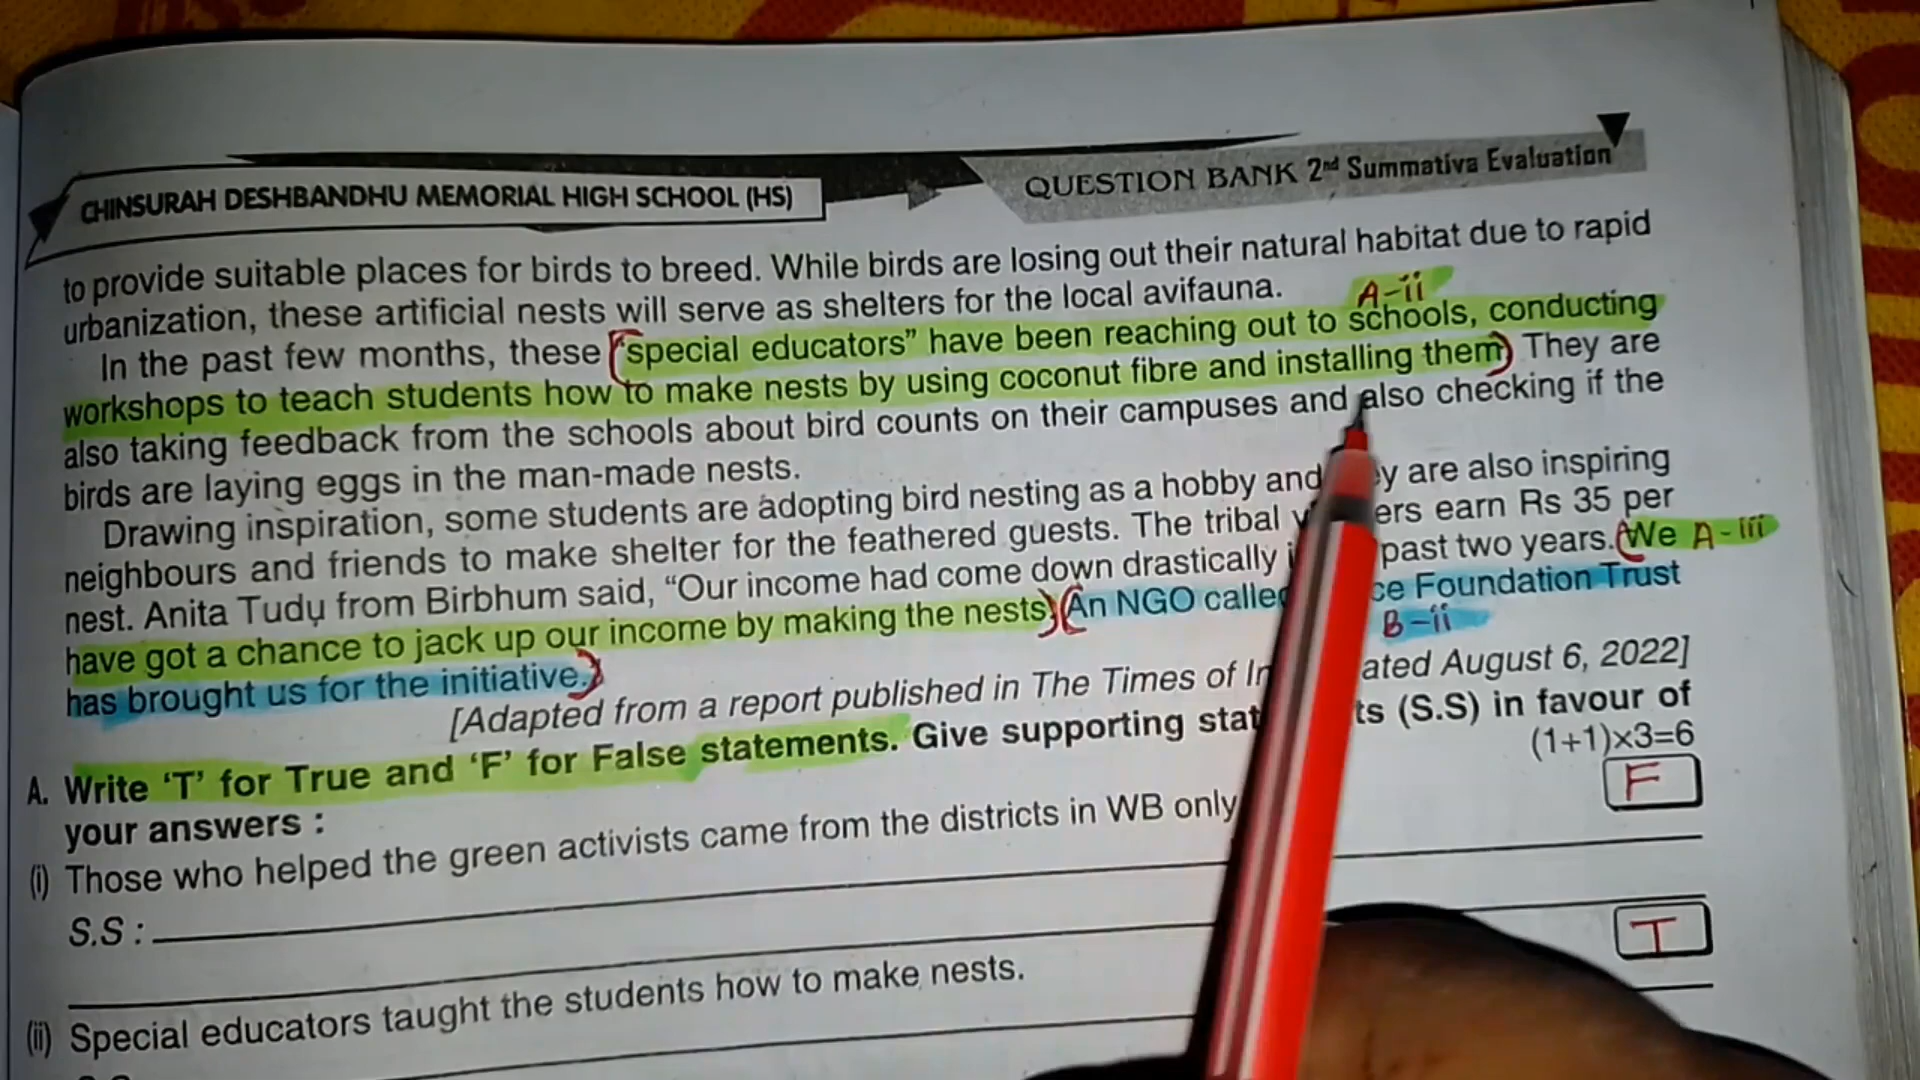 CHINSURAH DESHBANDHU MEMORIAL HIGH SCHOOL (HS)
QUESTION BANK 2nd Summativa Evaluation
to provide suitable places for birds to breed. While birds are losing out their natural habitat due to rapid
urbanization, these artificial nests will serve as shelters for the local avifauna.
A-ii
In the past few months, these "special educators" have been reaching out to schools, conducting
workshops to teach students how to make nests by using coconut fibre and installing them. They are
also taking feedback from the schools about bird counts on their campuses and also checking if the
birds are laying eggs in the man-made nests.
Drawing inspiration, some students are adopting bird nesting as a hobby and are also inspiring
neighbours and friends to make shelter for the feathered guests. The tribal earn Rs 35 per
nest. Anita Tudu from Birbhum said, "Our income had come down drastically past two years. We
A-iii
have got a chance to jack up our income by making the nests. An NGO called Foundation Trust
B-ii
has brought us for the initiative.
[Adapted from a report published in The Times of August 6, 2022]
A. Write 'T' for True and 'F' for False statements. Give supporting (S.S) in favour of
your answers :
(1+1)×3=6
(i) Those who helped the green activists came from the districts in WB only
F
S.S :
(ii) Special educators taught the students how to make nests.
T